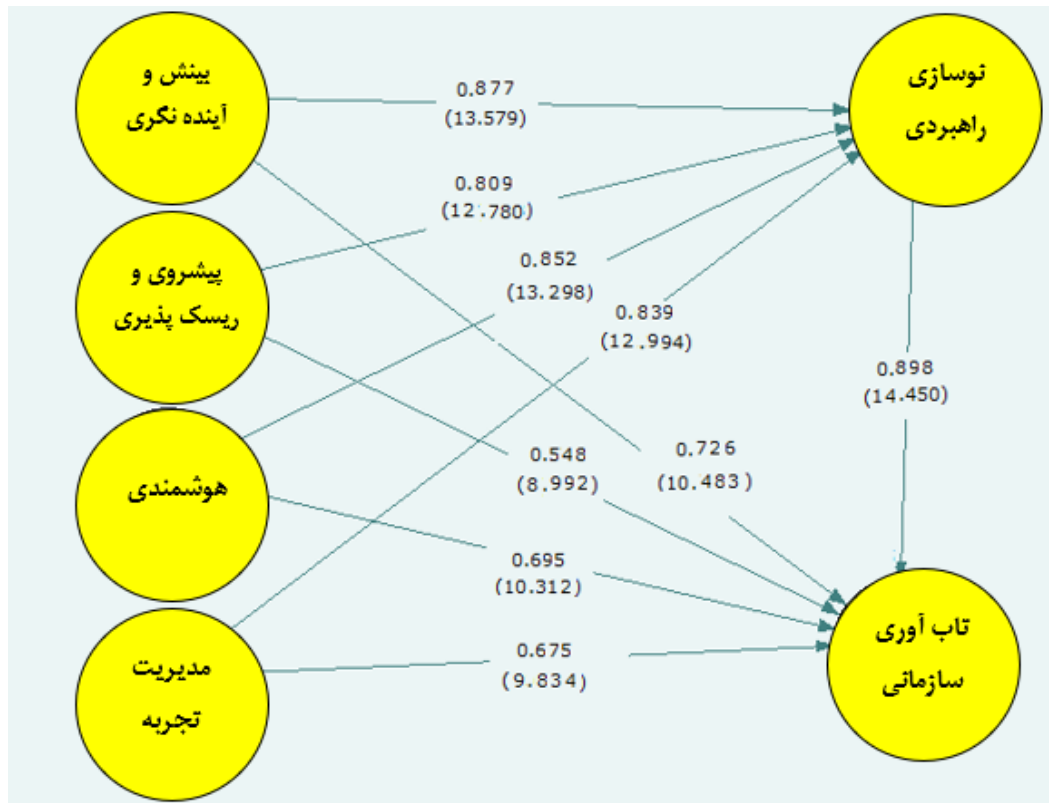 بینش و
آینده نگری
نوسازی
راهبردی
0.877
(13.579)
0.809
(12.780)
پیشروی و
ریسک پذیری
0.852
(13.298)
0.839
(12.994)
0.898
(14.450)
هوشمندی
0.548
(8.992)
0.726
(10.483)
0.695
(10.312)
تاب آوری
سازمانی
مدیریت
تجربه
0.675
(9.834)